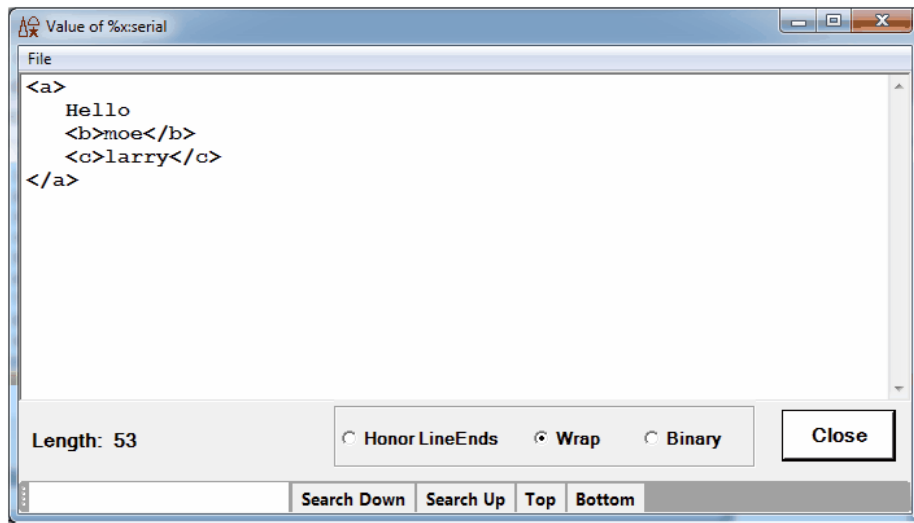 Value of %x:serial
File
<a>
   Hello
   <b>moe</b>
   <c>larry</c>
</a>
Length: 53
Honor LineEnds Wrap Binary
Close
Search Down Search Up Top Bottom